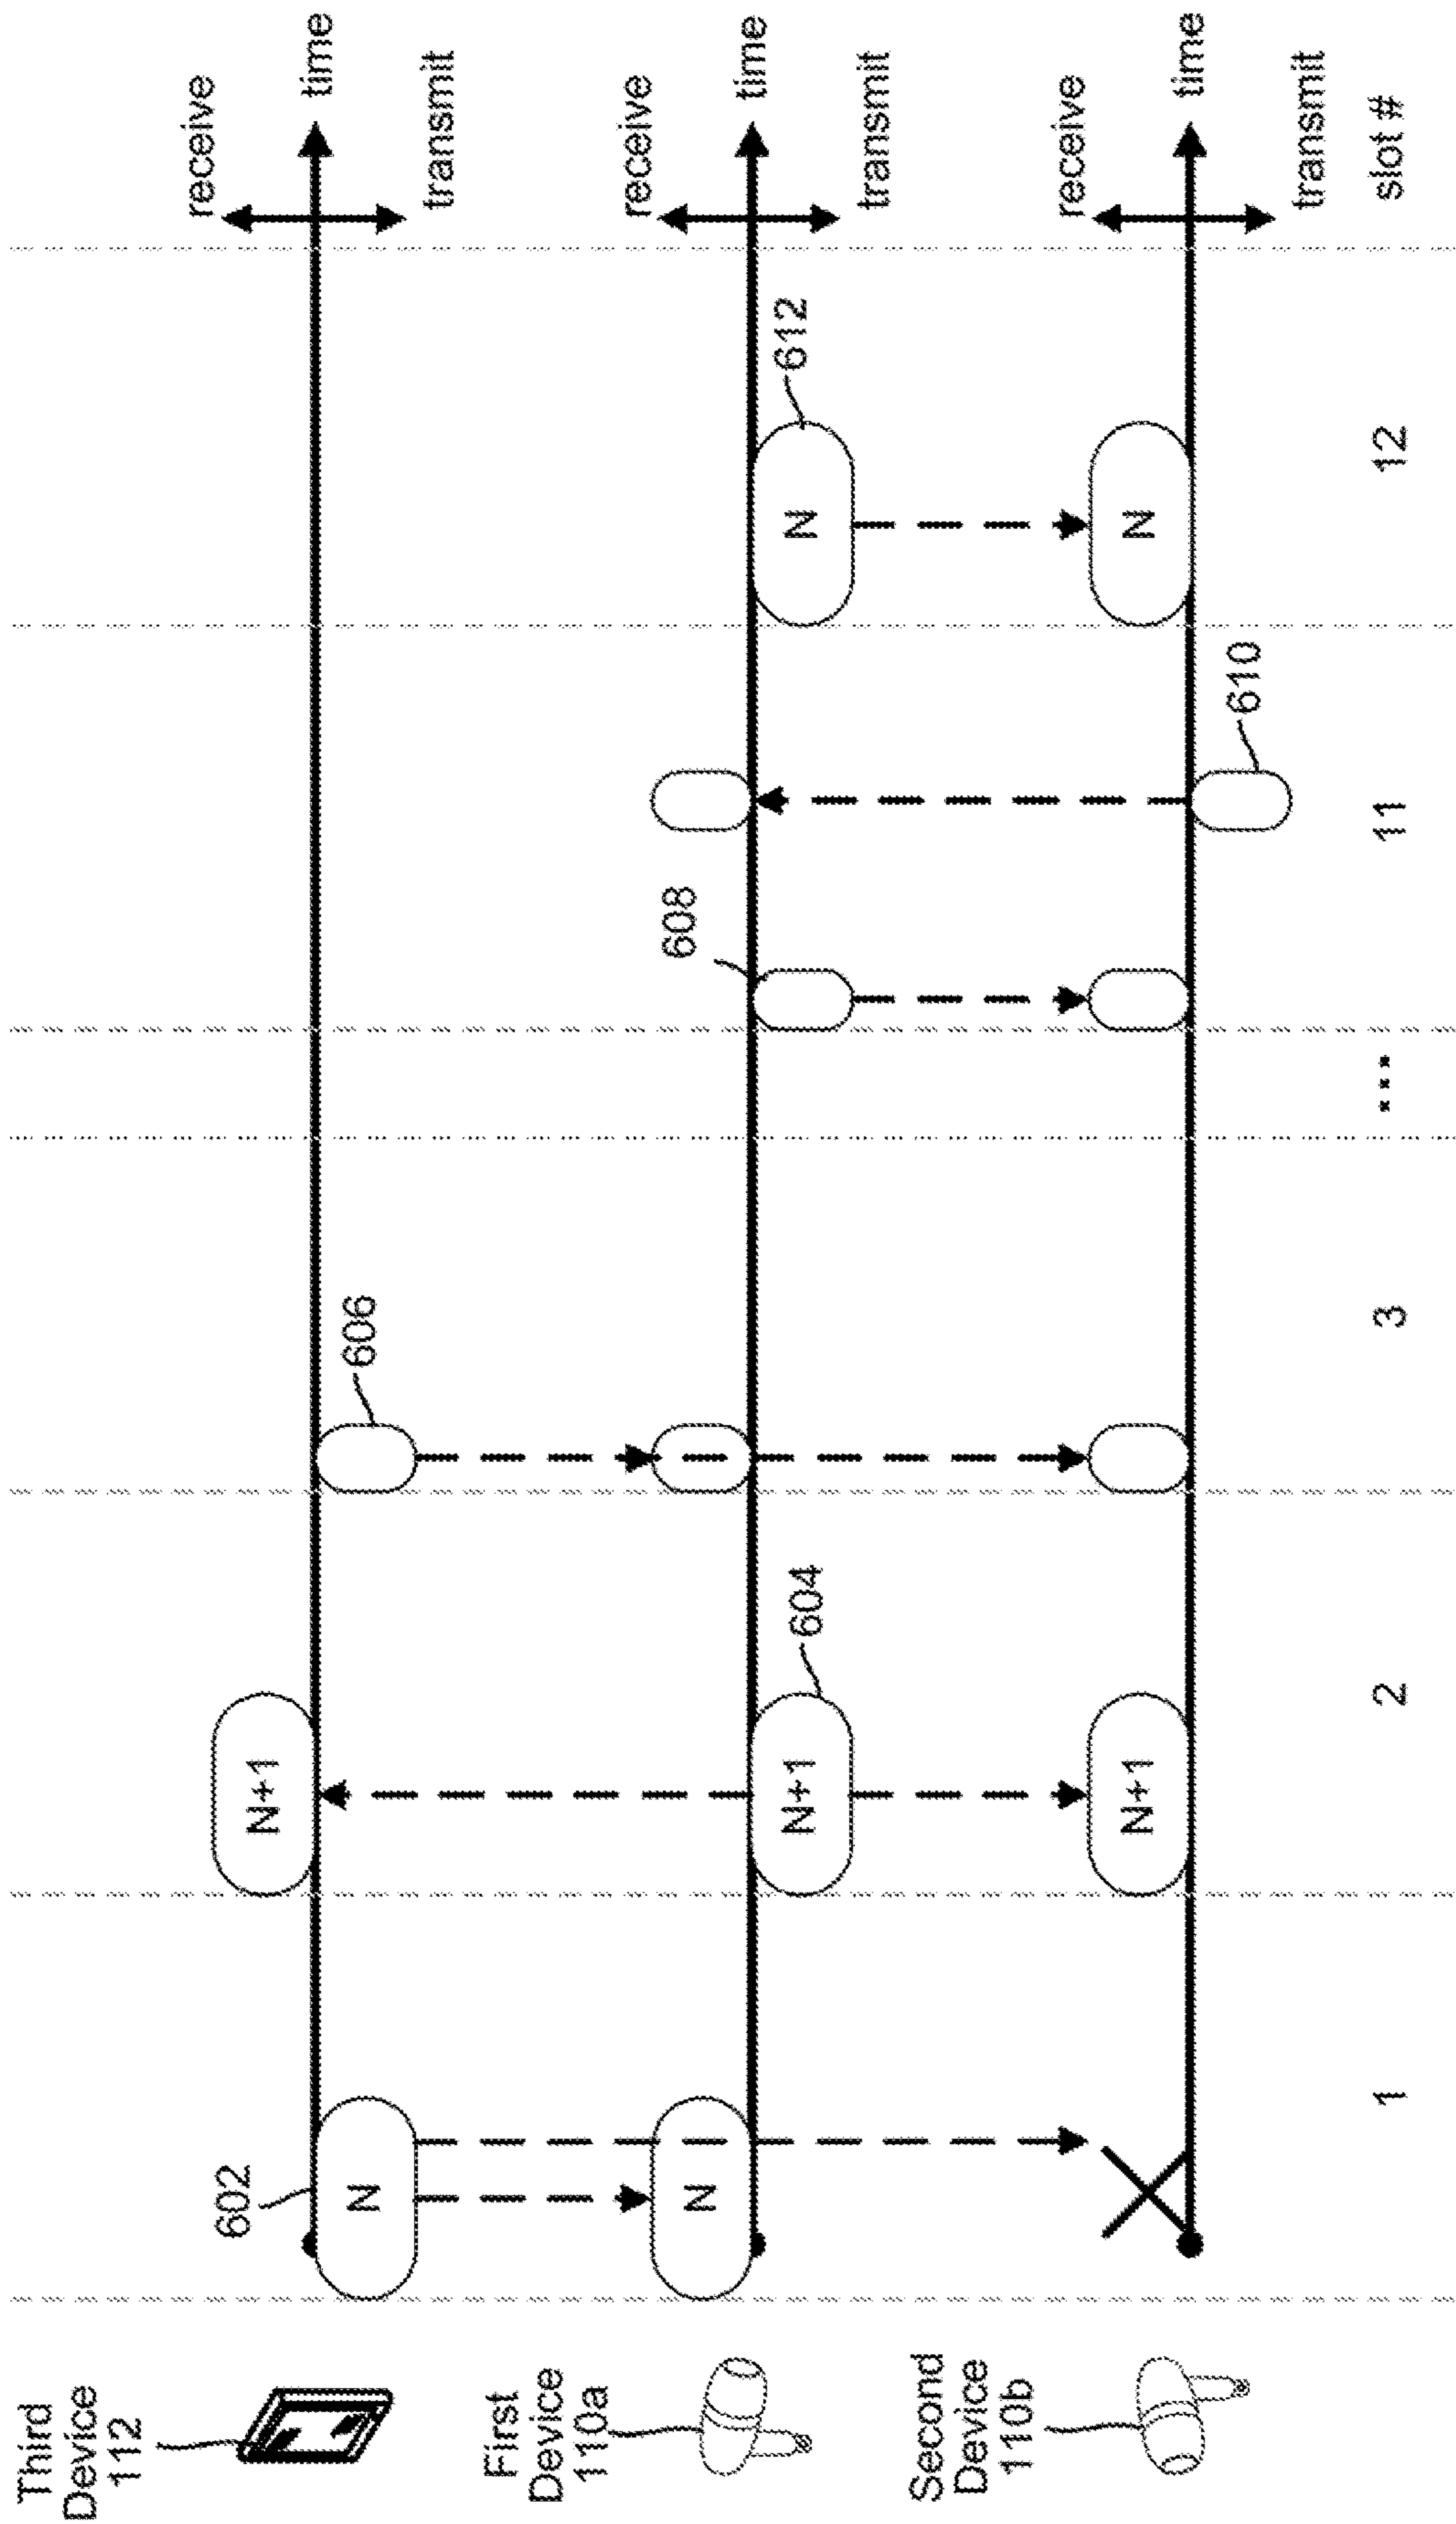 Third
Device
112
602
N
N+1
606
receive
time
transmit
First
Device
110a
N
N+1
604
608
N
612
receive
time
transmit
Second
Device
110b
N+1
610
N
receive
time
transmit
1
2
3
...
11
12
slot #